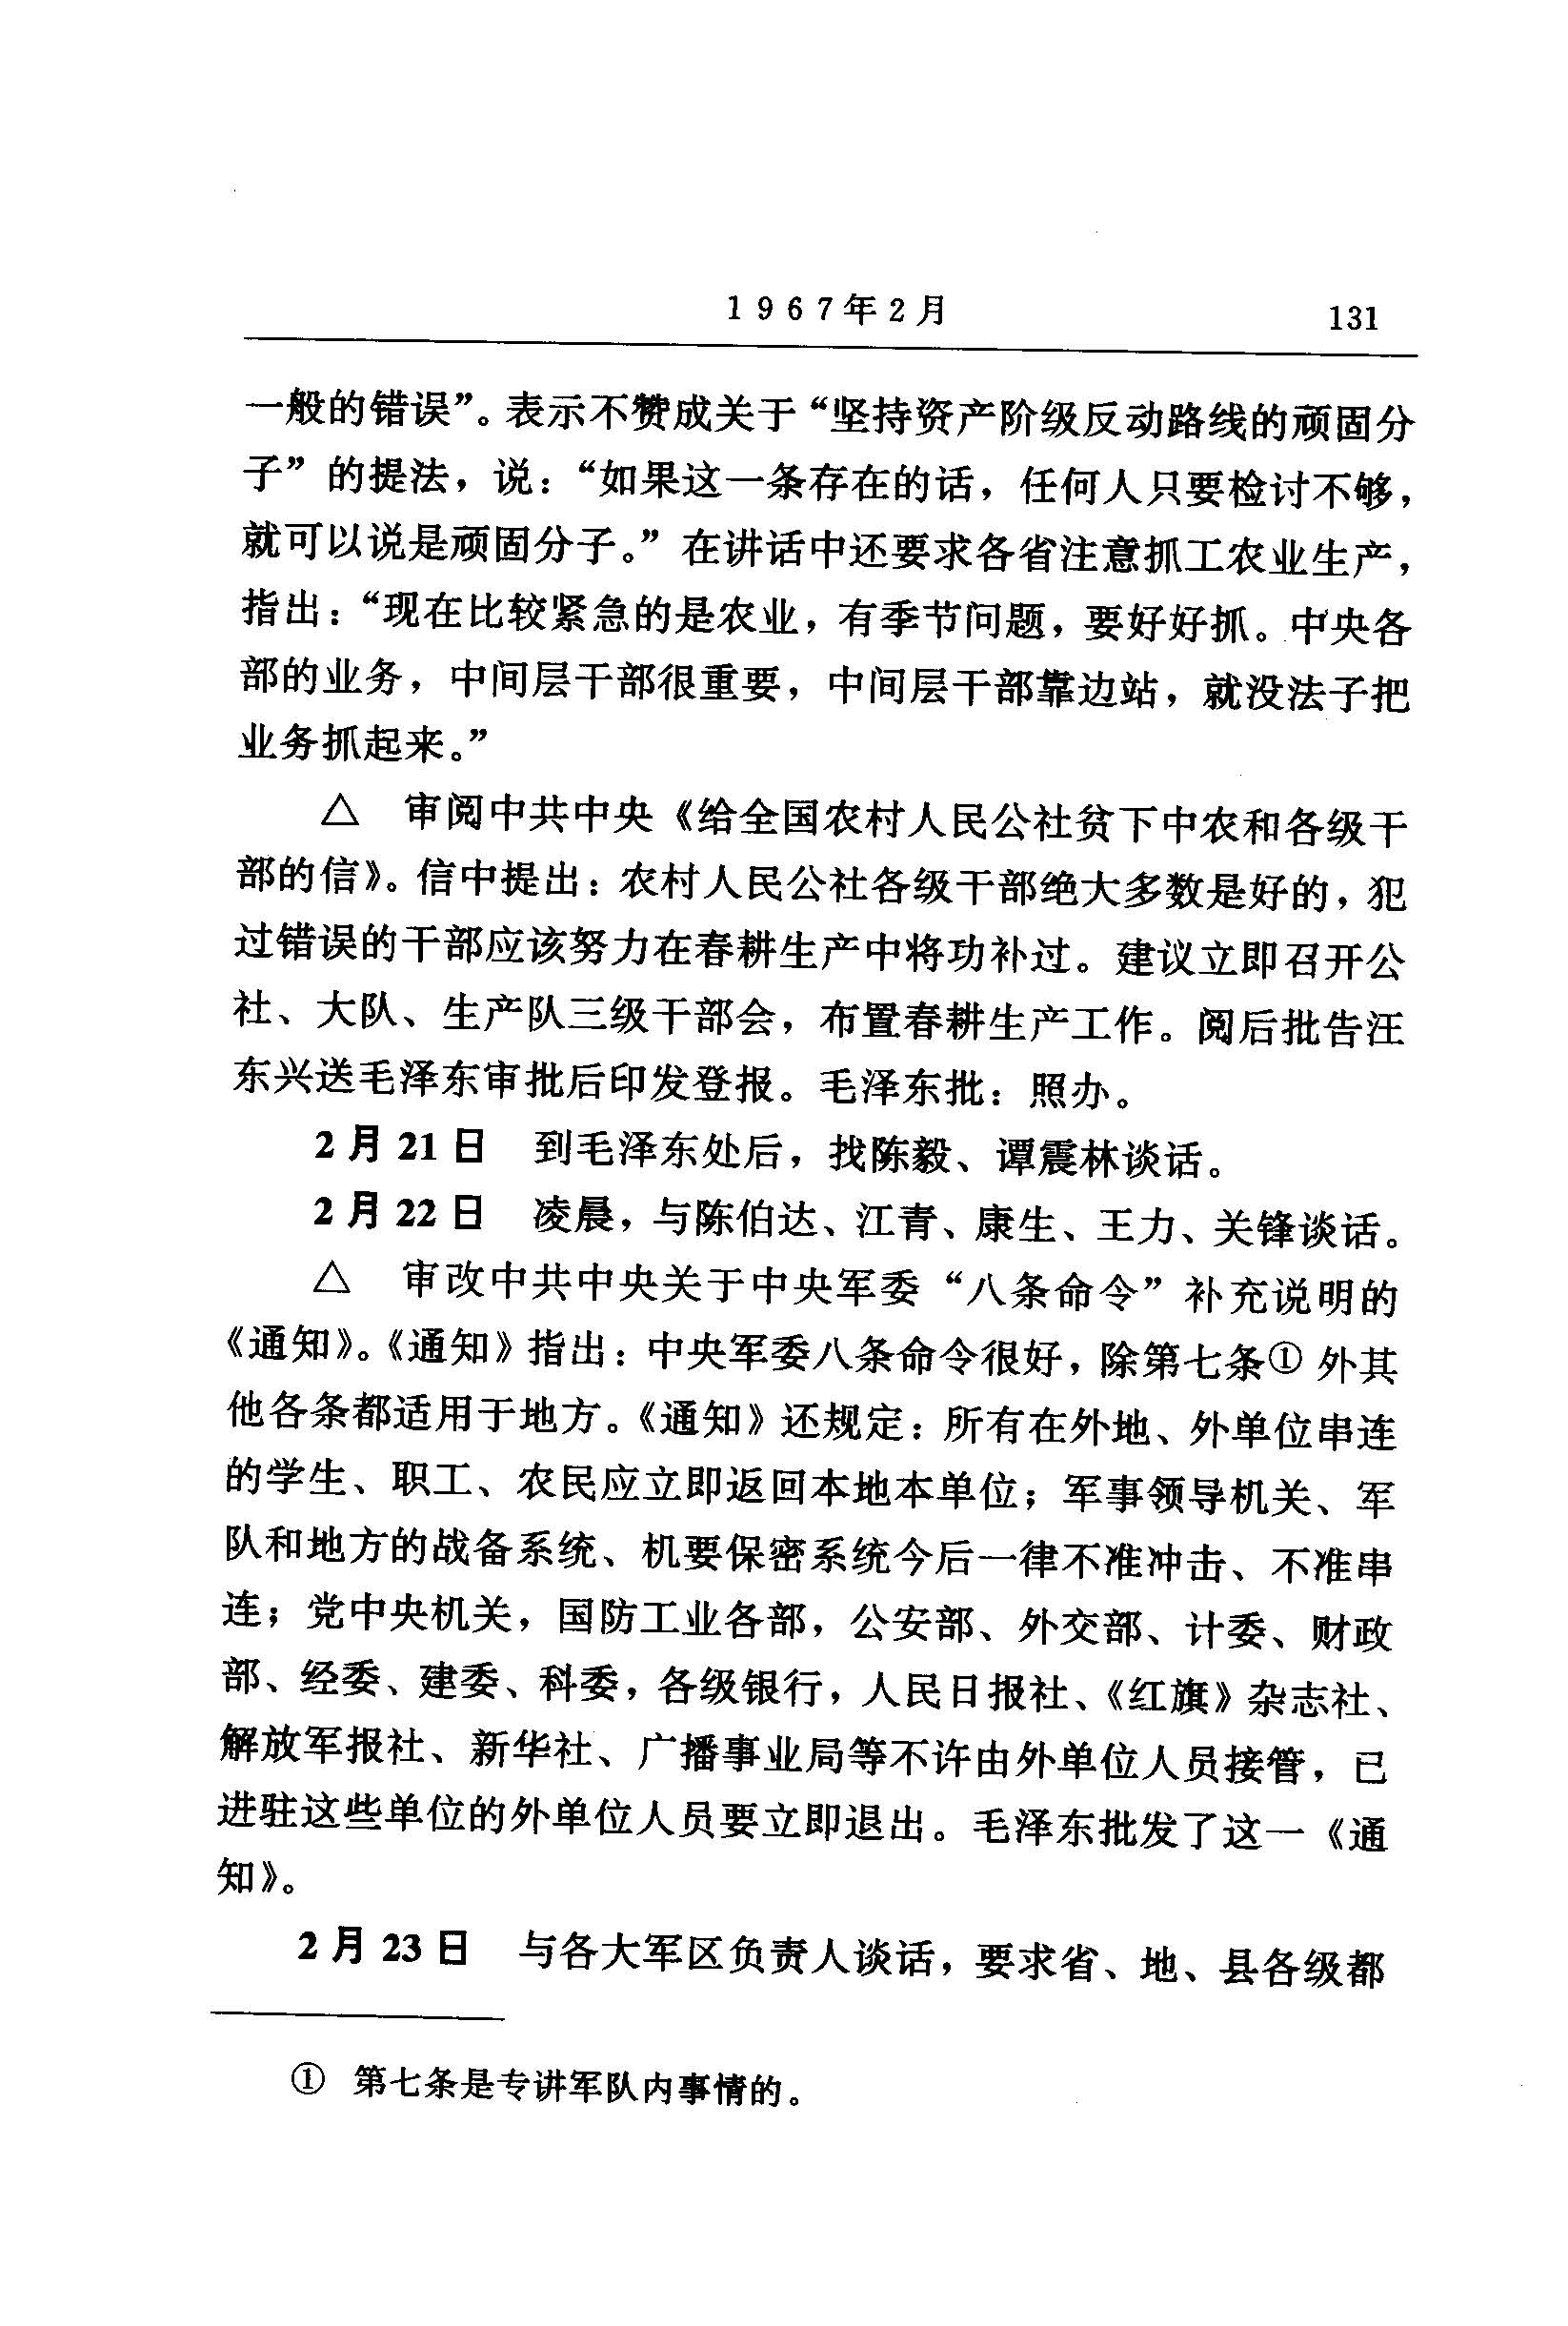 1967年2月
131
一般的错误”。表示不赞成关于“坚持资产阶级反动路线的顽固分
子”的提法，说：“如果这一条存在的话，任何人只要检讨不够，
就可以说是顽固分子。”在讲话中还要求各省注意抓工农业生产，
指出：“现在比较紧急的是农业，有季节问题，要好好抓。中央各
部的业务，中间层干部很重要，中间层干部靠边站，就没法子把
业务抓起来。”
△　审阅中共中央《给全国农村人民公社贫下中农和各级干
部的信》。信中提出：农村人民公社各级干部绝大多数是好的，犯
过错误的干部应该努力在春耕生产中将功补过。建议立即召开公
社、大队、生产队三级干部会，布置春耕生产工作。阅后批告汪
东兴送毛泽东审批后印发登报。毛泽东批：照办。
2月21日　到毛泽东处后，找陈毅、谭震林谈话。
2月22日　凌晨，与陈伯达、江青、康生、王力、关锋谈话。
△　审改中共中央关于中央军委“八条命令”补充说明的
《通知》。《通知》指出：中央军委八条命令很好，除第七条①外其
他各条都适用于地方。《通知》还规定：所有在外地、外单位串连
的学生、职工、农民应立即返回本地本单位；军事领导机关、军
队和地方的战备系统、机要保密系统今后一律不准冲击、不准串
连；党中央机关，国防工业各部，公安部、外交部、计委、财政
部、经委、建委、科委，各级银行，人民日报社、《红旗》杂志社、
解放军报社、新华社、广播事业局等不许由外单位人员接管，已
进驻这些单位的外单位人员要立即退出。毛泽东批发了这一《通
知》。
2月23日　与各大军区负责人谈话，要求省、地、县各级都
①　第七条是专讲军队内事情的。